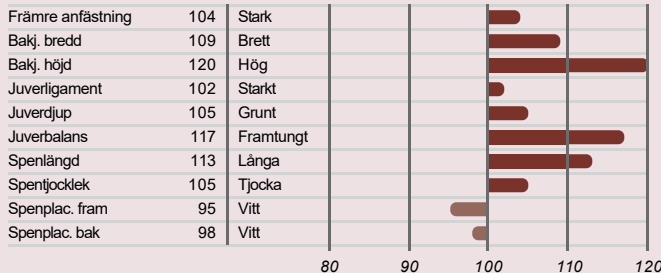 Främre anfästning 104 Stark
Bakj. bredd 109 Brett
Bakj. höjd 120 Hög
Juverligament 102 Starkt
Juverdjup 105 Grunt
Juverbalans 117 Framtungt
Spenlängd 113 Långa
Spentjocklek 105 Tjocka
Spenplac. fram 95 Vitt
Spenplac. bak 98 Vitt
80 90 100 110 120